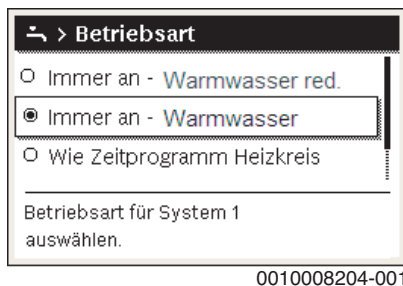 > Betriebsart
Immer an - Warmwasser red.
Immer an - Warmwasser
Wie Zeitprogramm Heizkreis
Betriebsart für System 1
auswählen.
0010008204-001